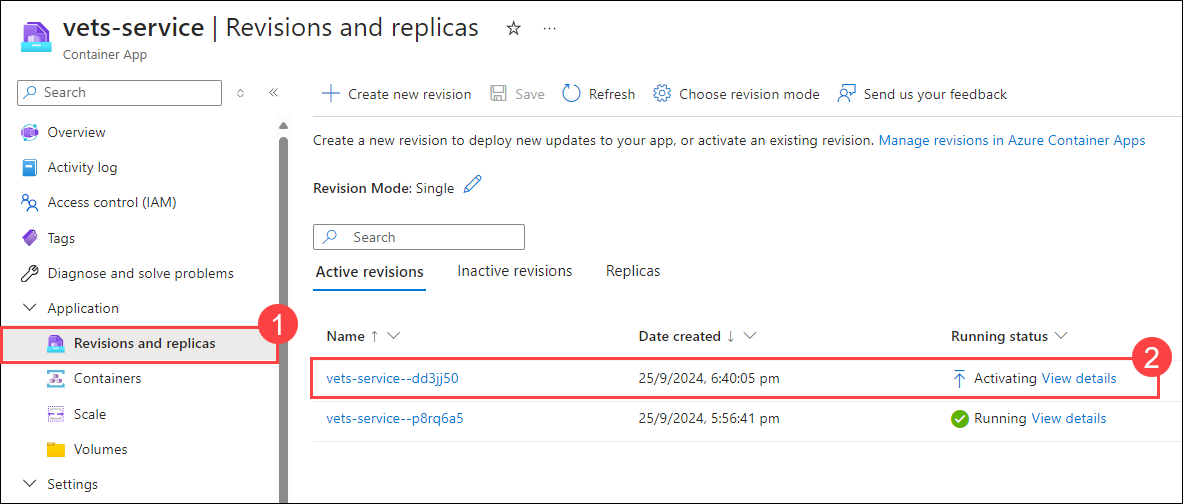 vets-service | Revisions and replicas
Container App
Search
Create new revision Save Refresh Choose revision mode Send us your feedback
Overview
Activity log
Access control (IAM)
Tags
Diagnose and solve problems
Application
1
Revisions and replicas
Containers
Scale
Volumes
Settings
Create a new revision to deploy new updates to your app, or activate an existing revision. Manage revisions in Azure Container Apps
Revision Mode: Single
Search
Active revisions Inactive revisions Replicas
Name Date created Running status
2
vets-service--dd3jj50 25/9/2024, 6:40:05 pm Activating View details
vets-service--p8rq6a5 25/9/2024, 5:56:41 pm Running View details